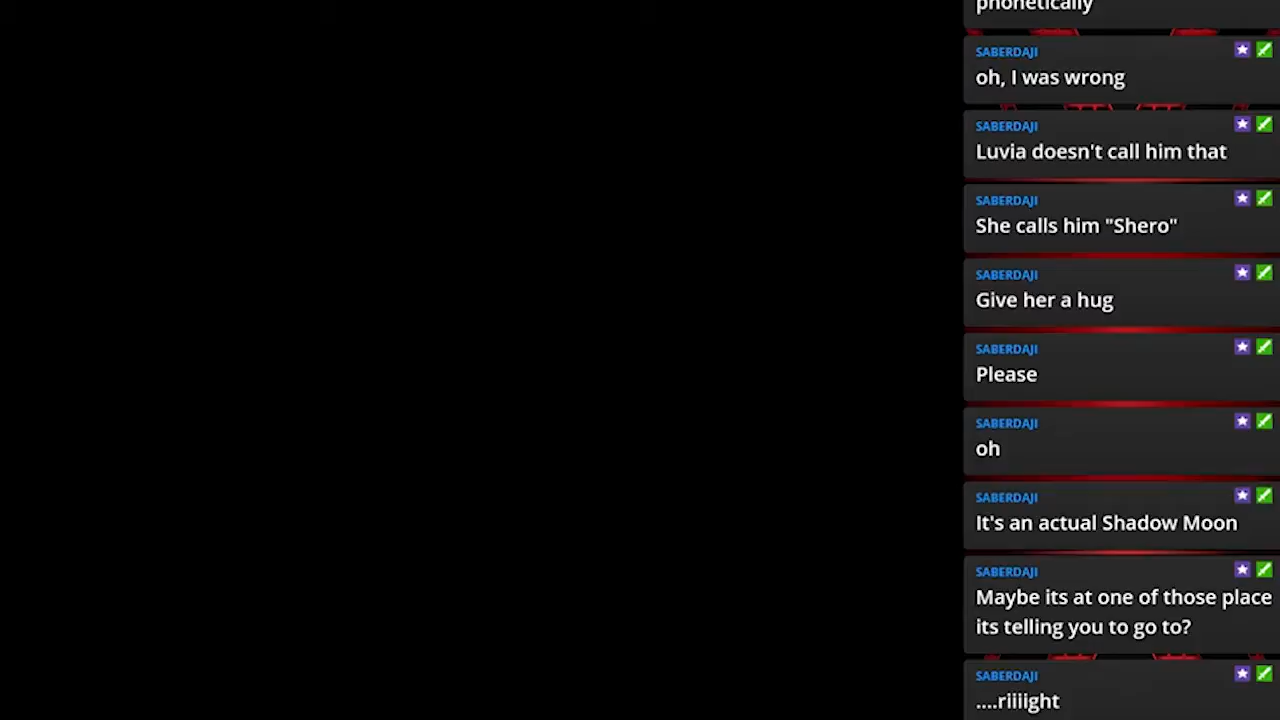 phonetically
SABERDAJI
oh, I was wrong
SABERDAJI
Luvia doesn't call him that
SABERDAJI
She calls him "Shero"
SABERDAJI
Give her a hug
SABERDAJI
Please
SABERDAJI
oh
SABERDAJI
It's an actual Shadow Moon
SABERDAJI
Maybe its at one of those place
its telling you to go to?
SABERDAJI
....riiiight